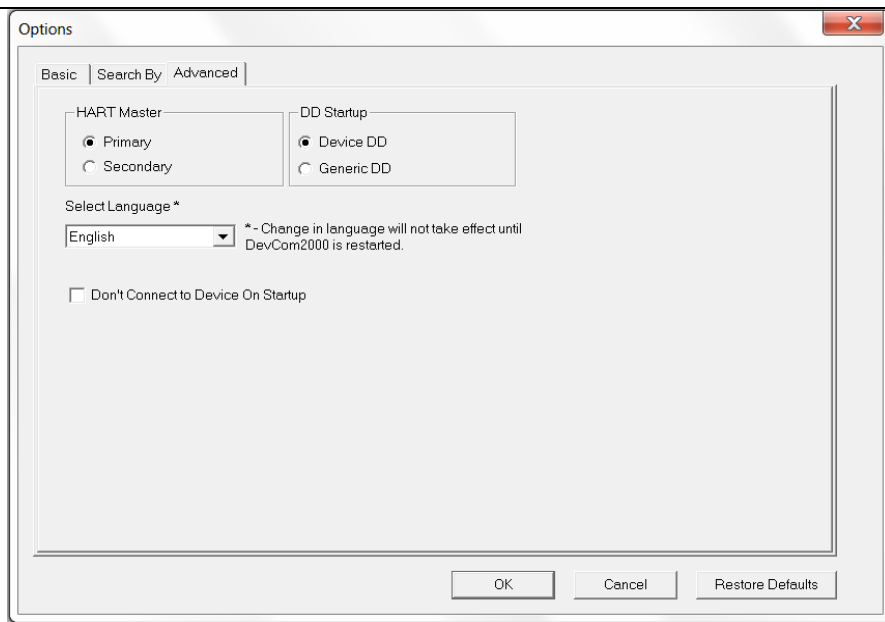 Options
Basic
Search By
Advanced
HART Master
DD Startup
Primary
Device DD
Secondary
Generic DD
Select Language *
English
* - Change in language will not take effect until
DevCom2000 is restarted.
Don't Connect to Device On Startup
OK
Cancel
Restore Defaults